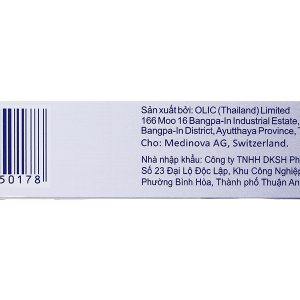 Sản xuất bởi: OLIC (Thailand) Limited
166 Moo 16 Bangpa-In Industrial Estate,
Bangpa-In District, Ayutthaya Province, T
Cho: Medinova AG, Switzerland.
Nhà nhập khẩu: Công ty TNHH DKSH Ph
Số 23 Đại Lộ Độc Lập, Khu Công Nghiệp
Phường Bình Hòa, Thành phố Thuận An
50178